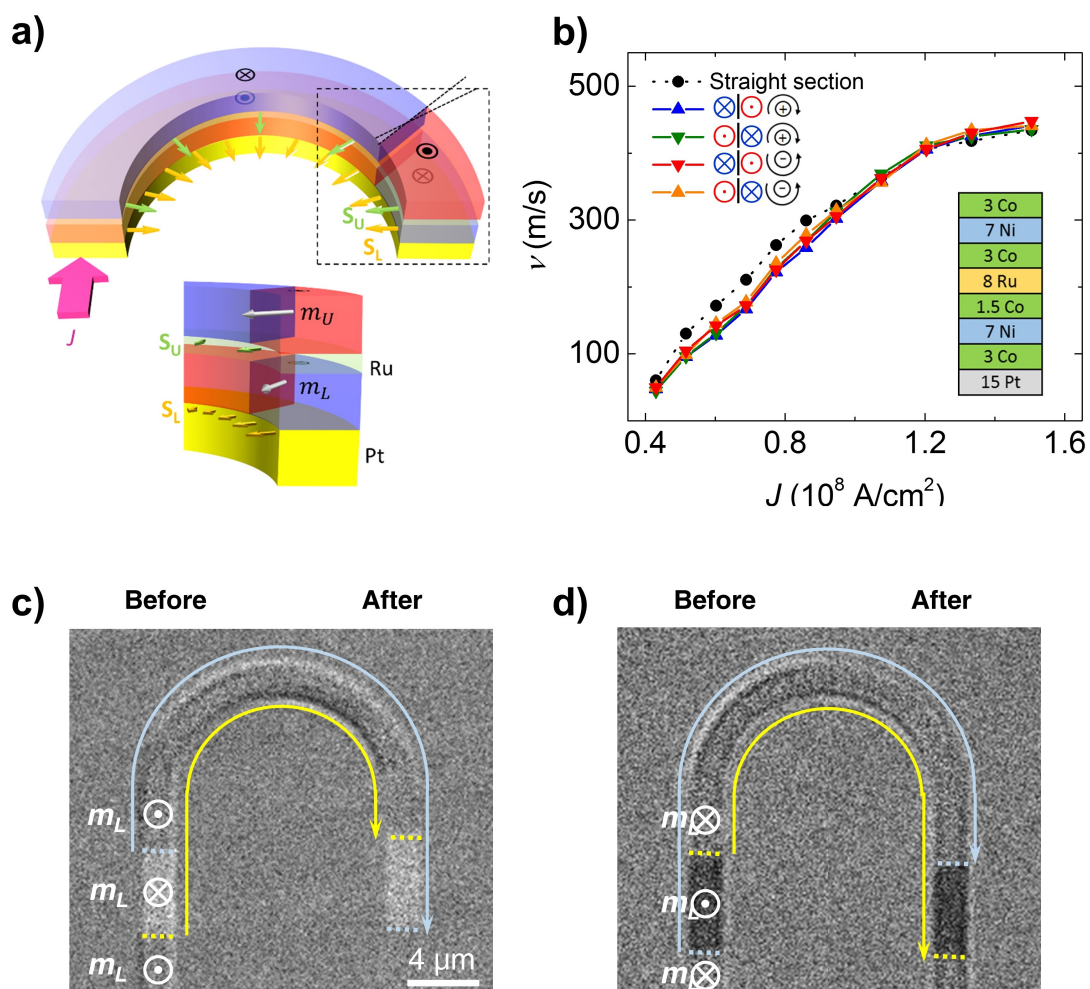 a)
S_U
S_L
J
m_U
S_U
Ru
m_L
S_L
Pt
b)
500
300
100
v (m/s)
Straight section
⊗|⊙ +
⊙|⊗ +
⊗|⊙ −
⊙|⊗ −
3 Co
7 Ni
3 Co
8 Ru
1.5 Co
7 Ni
3 Co
15 Pt
0.4 0.8 1.2 1.6
J (10⁸ A/cm²)
c) Before After
m_L ⊙
m_L ⊗
m_L ⊙
4 μm
d) Before After
m_L ⊗
m_L ⊙
m ⊗